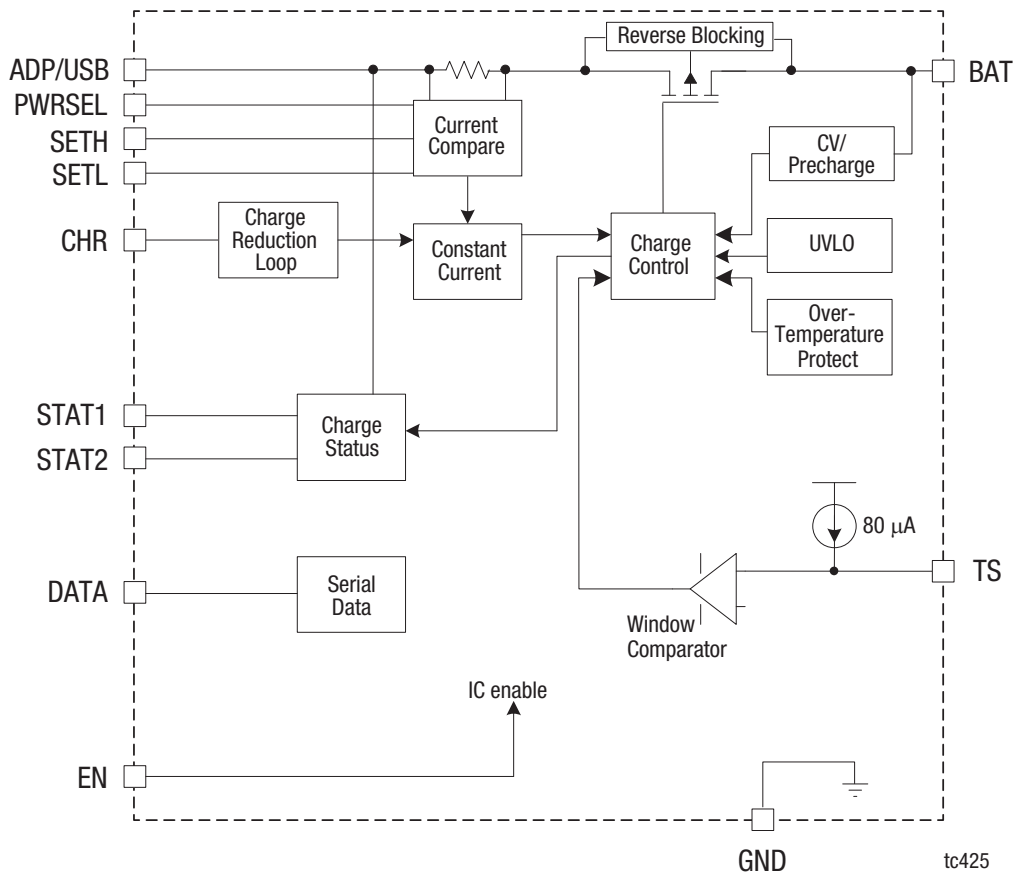 Reverse Blocking
ADP/USB
BAT
PWRSEL
SETH
SETL
Current
Compare
CV/
Precharge
CHR
Charge
Reduction
Loop
Constant
Current
Charge
Control
UVLO
Over-
Temperature
Protect
STAT1
STAT2
Charge
Status
80 μA
TS
DATA
Serial
Data
Window
Comparator
IC enable
EN
GND
tc425